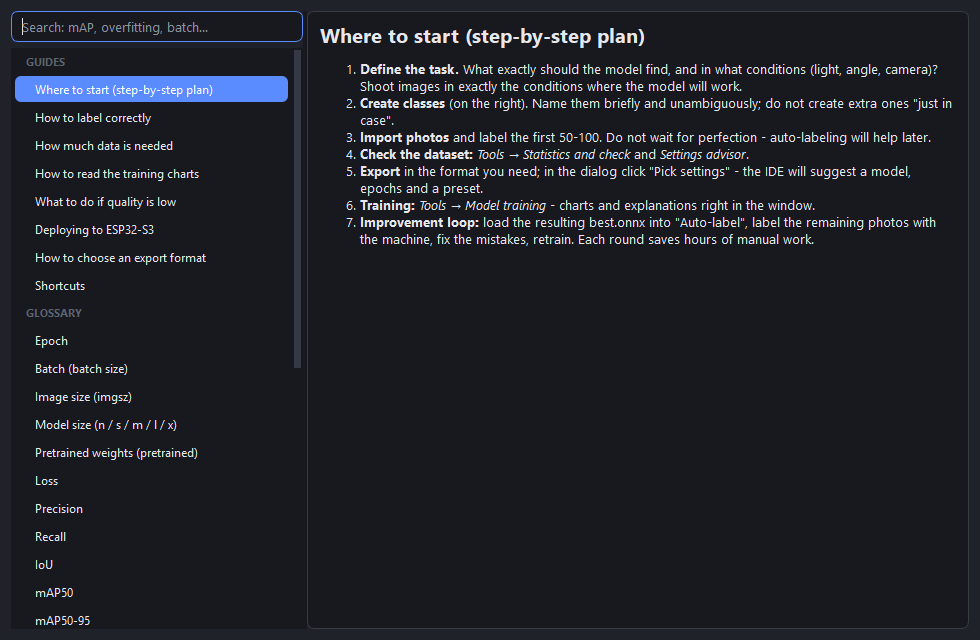 Search: mAP, overfitting, batch...
GUIDES
Where to start (step-by-step plan)
How to label correctly
How much data is needed
How to read the training charts
What to do if quality is low
Deploying to ESP32-S3
How to choose an export format
Shortcuts
GLOSSARY
Epoch
Batch (batch size)
Image size (imgsz)
Model size (n / s / m / l / x)
Pretrained weights (pretrained)
Loss
Precision
Recall
IoU
mAP50
mAP50-95
Where to start (step-by-step plan)
1. Define the task. What exactly should the model find, and in what conditions (light, angle, camera)?
Shoot images in exactly the conditions where the model will work.
2. Create classes (on the right). Name them briefly and unambiguously; do not create extra ones "just in
case".
3. Import photos and label the first 50-100. Do not wait for perfection - auto-labeling will help later.
4. Check the dataset: Tools → Statistics and check and Settings advisor.
5. Export in the format you need; in the dialog click "Pick settings" - the IDE will suggest a model,
epochs and a preset.
6. Training: Tools → Model training - charts and explanations right in the window.
7. Improvement loop: load the resulting best.onnx into "Auto-label", label the remaining photos with
the machine, fix the mistakes, retrain. Each round saves hours of manual work.